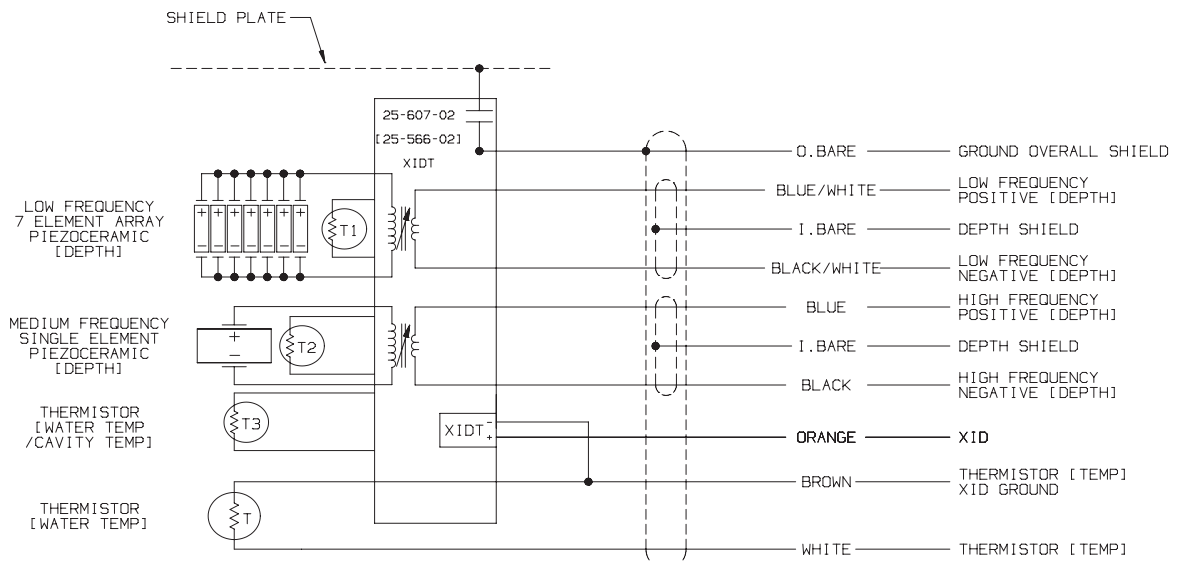 SHIELD PLATE
25-607-02
[25-566-02]
XIDT
O.BARE
GROUND OVERALL SHIELD
BLUE/WHITE
LOW FREQUENCY
POSITIVE [DEPTH]
LOW FREQUENCY
7 ELEMENT ARRAY
PIEZOCERAMIC
[DEPTH]
+ + + + + + +
- - - - - - -
T1
I.BARE
DEPTH SHIELD
BLACK/WHITE
LOW FREQUENCY
NEGATIVE [DEPTH]
BLUE
HIGH FREQUENCY
POSITIVE [DEPTH]
MEDIUM FREQUENCY
SINGLE ELEMENT
PIEZOCERAMIC
[DEPTH]
+
-
T2
I.BARE
DEPTH SHIELD
BLACK
HIGH FREQUENCY
NEGATIVE [DEPTH]
THERMISTOR
[WATER TEMP
/CAVITY TEMP]
T3
XIDT
-
+
ORANGE
XID
BROWN
THERMISTOR [TEMP]
XID GROUND
THERMISTOR
[WATER TEMP]
T
WHITE
THERMISTOR [TEMP]